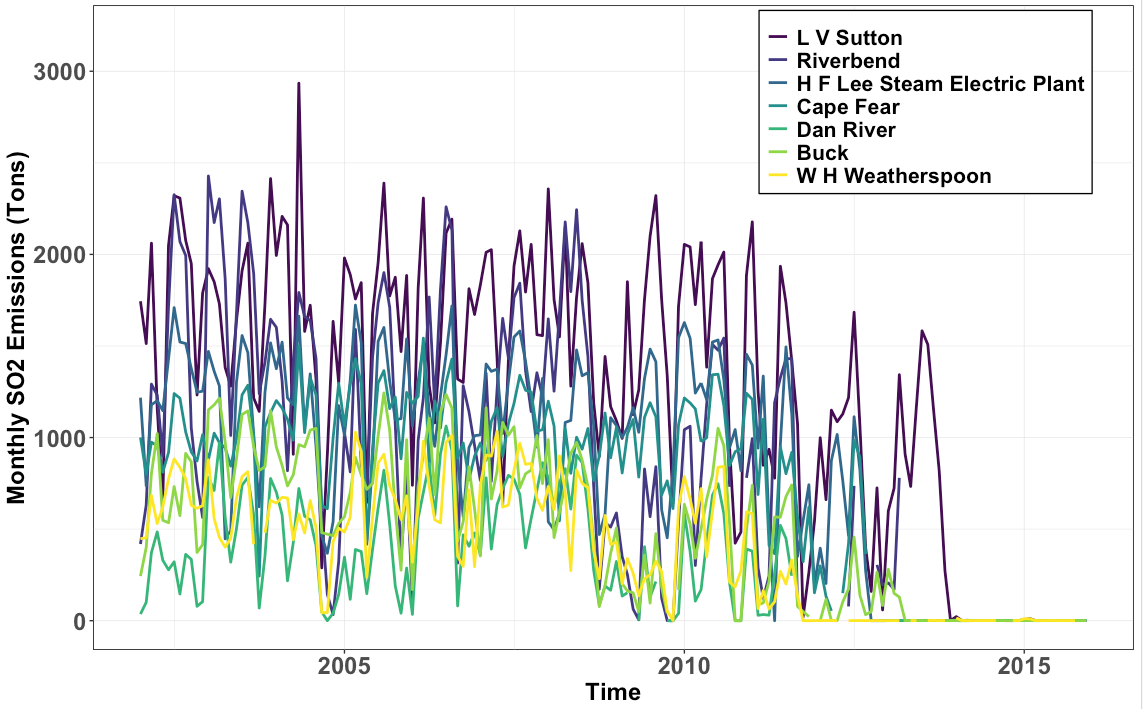 L V Sutton
Riverbend
H F Lee Steam Electric Plant
Cape Fear
Dan River
Buck
W H Weatherspoon
Monthly SO2 Emissions (Tons)
3000
2000
1000
0
2005
2010
2015
Time